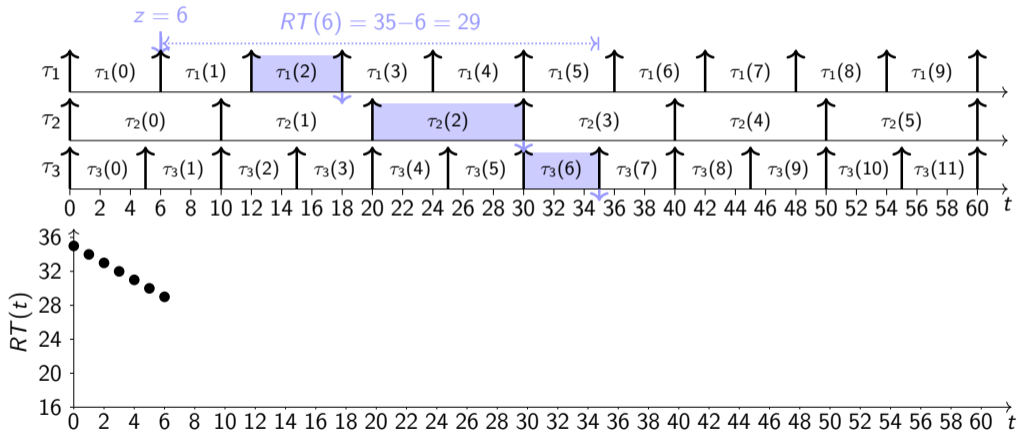 z = 6
RT(6) = 35−6 = 29
τ₁ τ₁(0) τ₁(1) τ₁(2) τ₁(3) τ₁(4) τ₁(5) τ₁(6) τ₁(7) τ₁(8) τ₁(9)
τ₂ τ₂(0) τ₂(1) τ₂(2) τ₂(3) τ₂(4) τ₂(5)
τ₃ τ₃(0) τ₃(1) τ₃(2) τ₃(3) τ₃(4) τ₃(5) τ₃(6) τ₃(7) τ₃(8) τ₃(9) τ₃(10) τ₃(11)
0 2 4 6 8 10 12 14 16 18 20 22 24 26 28 30 32 34 36 38 40 42 44 46 48 50 52 54 56 58 60 t
36
32
28
24
20
16
RT(t)
0 2 4 6 8 10 12 14 16 18 20 22 24 26 28 30 32 34 36 38 40 42 44 46 48 50 52 54 56 58 60 t